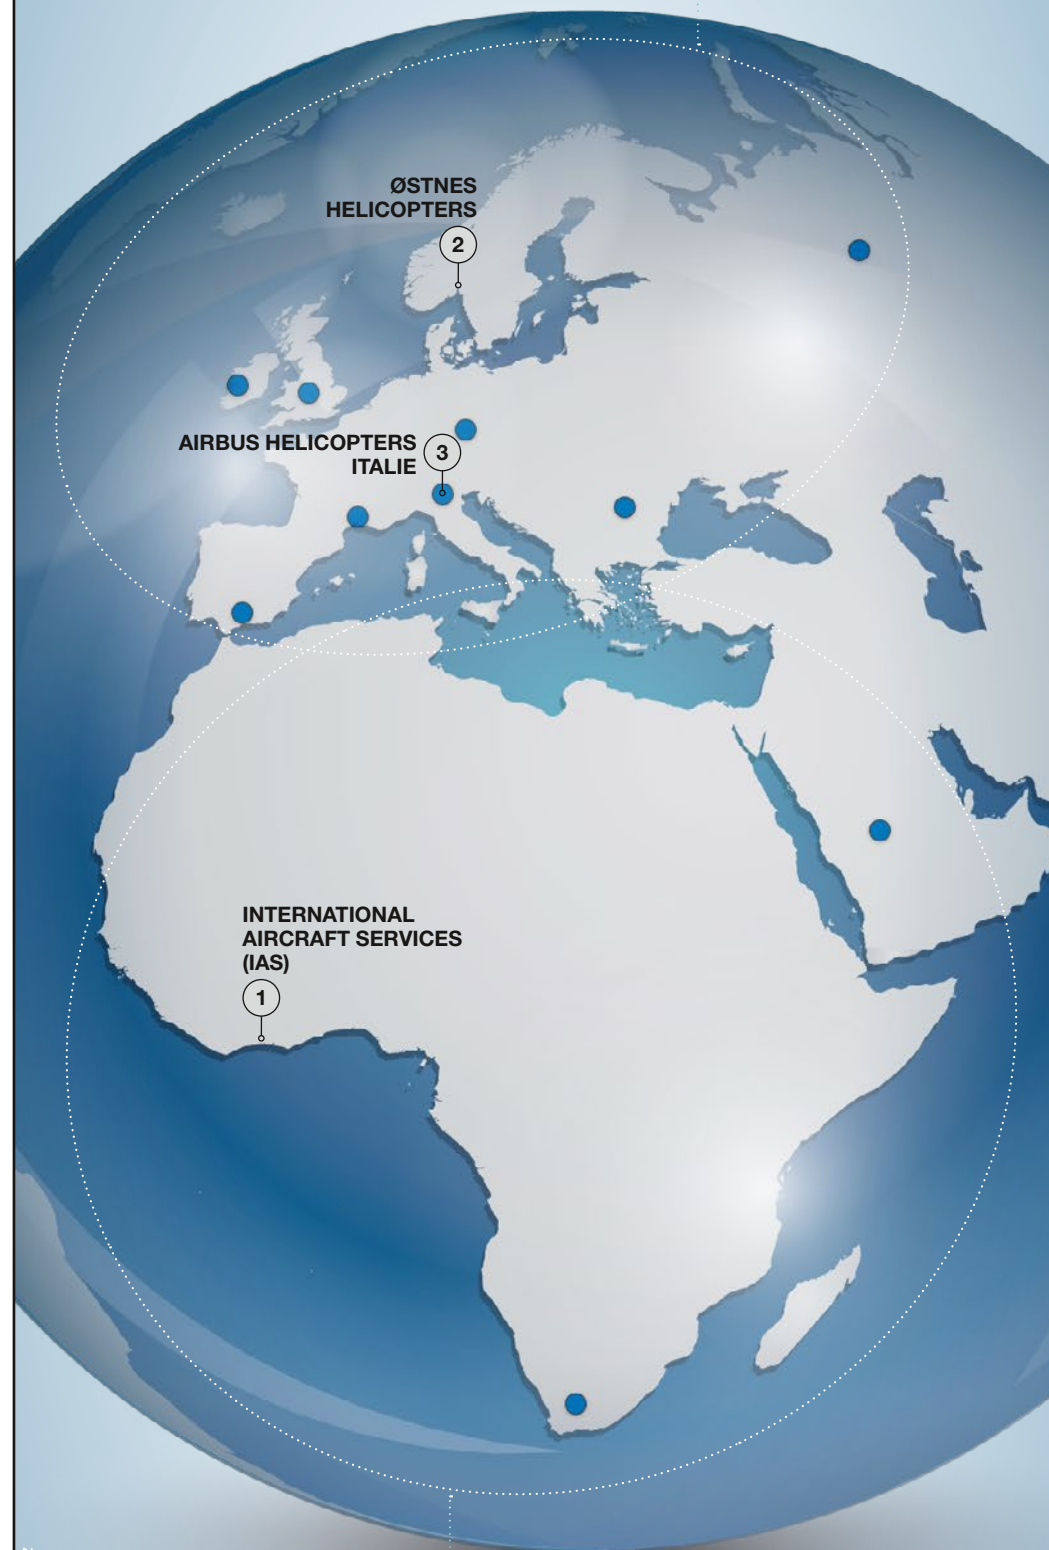 ØSTNES
HELICOPTERS
2
AIRBUS HELICOPTERS
ITALIE
3
INTERNATIONAL
AIRCRAFT SERVICES
(IAS)
1